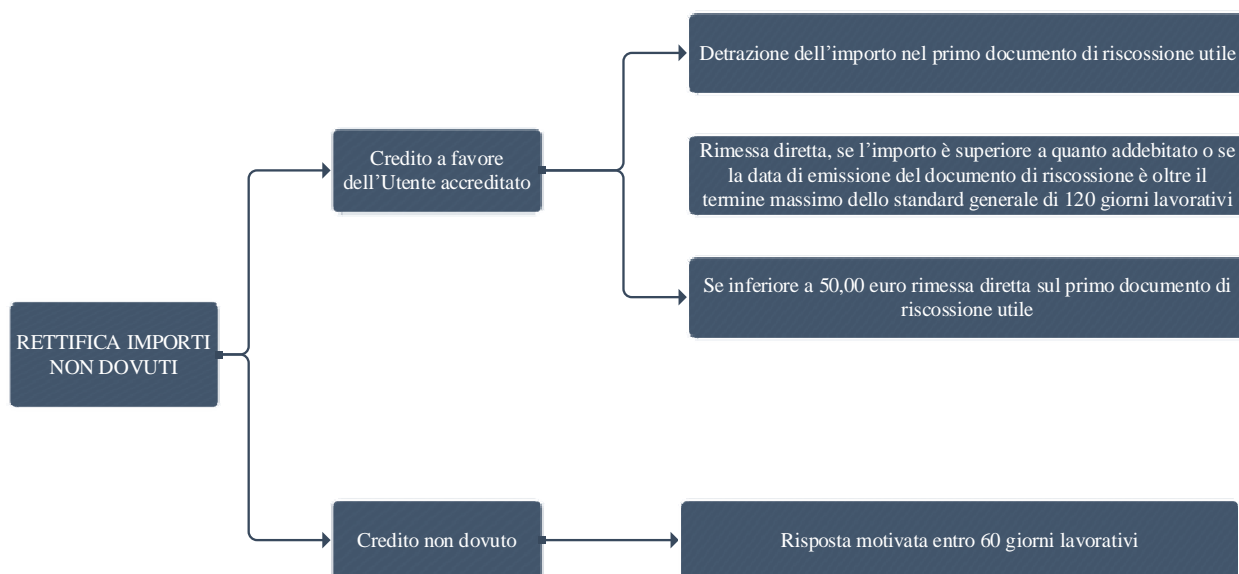 Detrazione dell’importo nel primo documento di riscossione utile
Credito a favore
dell’Utente accreditato
Rimessa diretta, se l’importo è superiore a quanto addebitato o se
la data di emissione del documento di riscossione è oltre il
termine massimo dello standard generale di 120 giorni lavorativi
Se inferiore a 50,00 euro rimessa diretta sul primo documento di
riscossione utile
RETTIFICA IMPORTI
NON DOVUTI
Credito non dovuto
Risposta motivata entro 60 giorni lavorativi